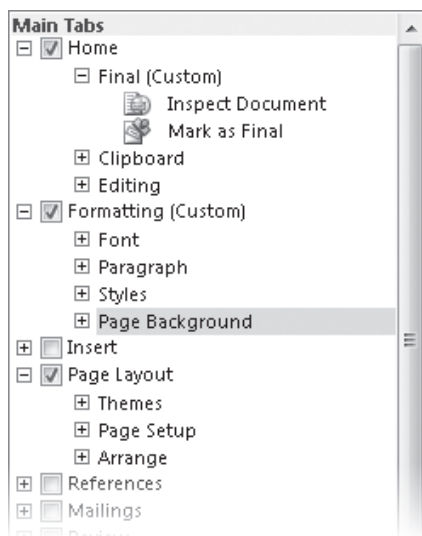 Main Tabs
Home
Final (Custom)
Inspect Document
Mark as Final
Clipboard
Editing
Formatting (Custom)
Font
Paragraph
Styles
Page Background
Insert
Page Layout
Themes
Page Setup
Arrange
References
Mailings